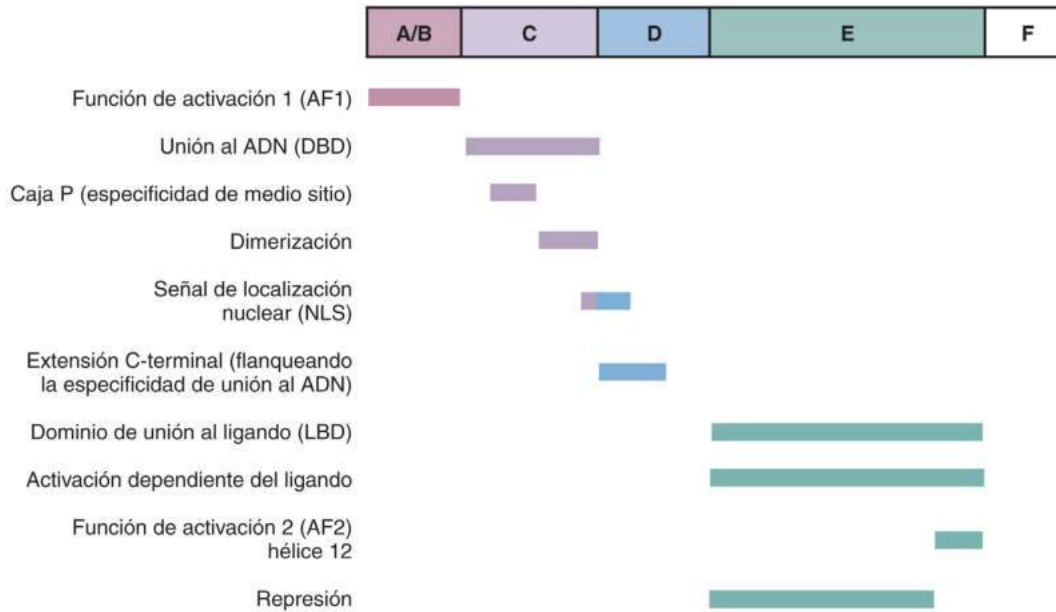 A/B C D E F
Función de activación 1 (AF1)
Unión al ADN (DBD)
Caja P (especificidad de medio sitio)
Dimerización
Señal de localización
nuclear (NLS)
Extensión C-terminal (flanqueando
la especificidad de unión al ADN)
Dominio de unión al ligando (LBD)
Activación dependiente del ligando
Función de activación 2 (AF2)
hélice 12
Represión